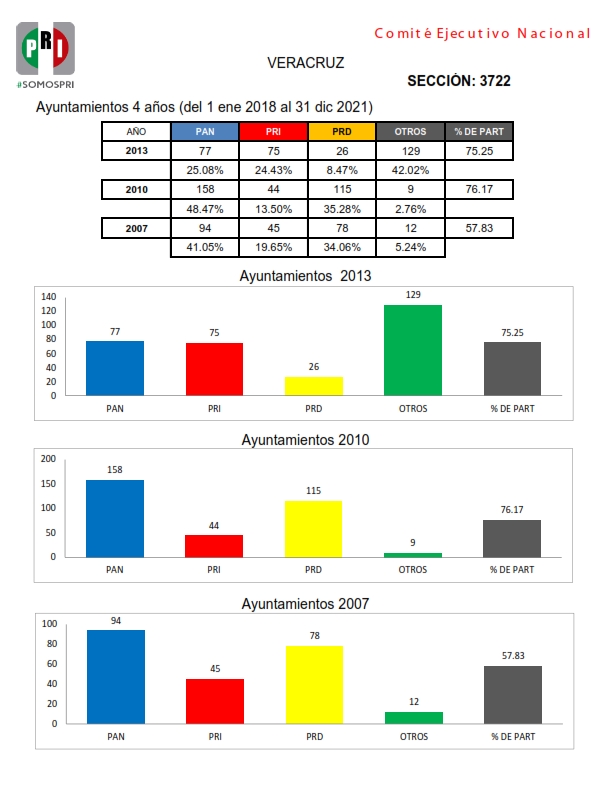 PRI
Comité Ejecutivo Nacional
#SOMOSPRI
VERACRUZ
SECCIÓN: 3722
Ayuntamientos 4 años (del 1 ene 2018 al 31 dic 2021)
AÑO PAN PRI PRD OTROS % DE PART
2013 77 75 26 129 75.25
25.08% 24.43% 8.47% 42.02%
2010 158 44 115 9 76.17
48.47% 13.50% 35.28% 2.76%
2007 94 45 78 12 57.83
41.05% 19.65% 34.06% 5.24%
Ayuntamientos 2013
140
120
100
80
60
40
20
0
77 75 26 129 75.25
PAN PRI PRD OTROS % DE PART
Ayuntamientos 2010
200
150
100
50
0
158 44 115 9 76.17
PAN PRI PRD OTROS % DE PART
Ayuntamientos 2007
100
80
60
40
20
0
94 45 78 12 57.83
PAN PRI PRD OTROS % DE PART